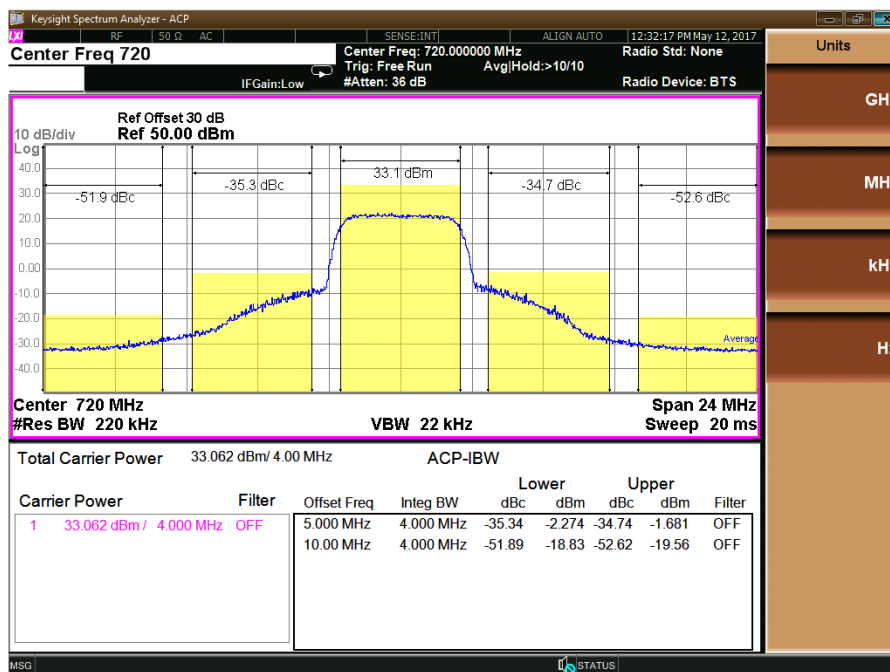 Keysight Spectrum Analyzer - ACP
LXI RF 50 Ω AC SENSE:INT ALIGN AUTO 12:32:17 PM May 12, 2017
Center Freq 720 Center Freq: 720.000000 MHz Radio Std: None
Trig: Free Run Avg|Hold:>10/10
IFGain:Low #Atten: 36 dB Radio Device: BTS
Units
GH
MH
kH
H
Ref Offset 30 dB
10 dB/div Ref 50.00 dBm
Log
40.0
30.0
20.0
10.0
0.00
-10.0
-20.0
-30.0
-40.0
-51.9 dBc -35.3 dBc 33.1 dBm -34.7 dBc -52.6 dBc
Average
Center 720 MHz Span 24 MHz
#Res BW 220 kHz VBW 22 kHz Sweep 20 ms
Total Carrier Power 33.062 dBm/ 4.00 MHz ACP-IBW
Lower Upper
Carrier Power Filter Offset Freq Integ BW dBc dBm dBc dBm Filter
1 33.062 dBm / 4.000 MHz OFF 5.000 MHz 4.000 MHz -35.34 -2.274 -34.74 -1.681 OFF
10.00 MHz 4.000 MHz -51.89 -18.83 -52.62 -19.56 OFF
MSG STATUS